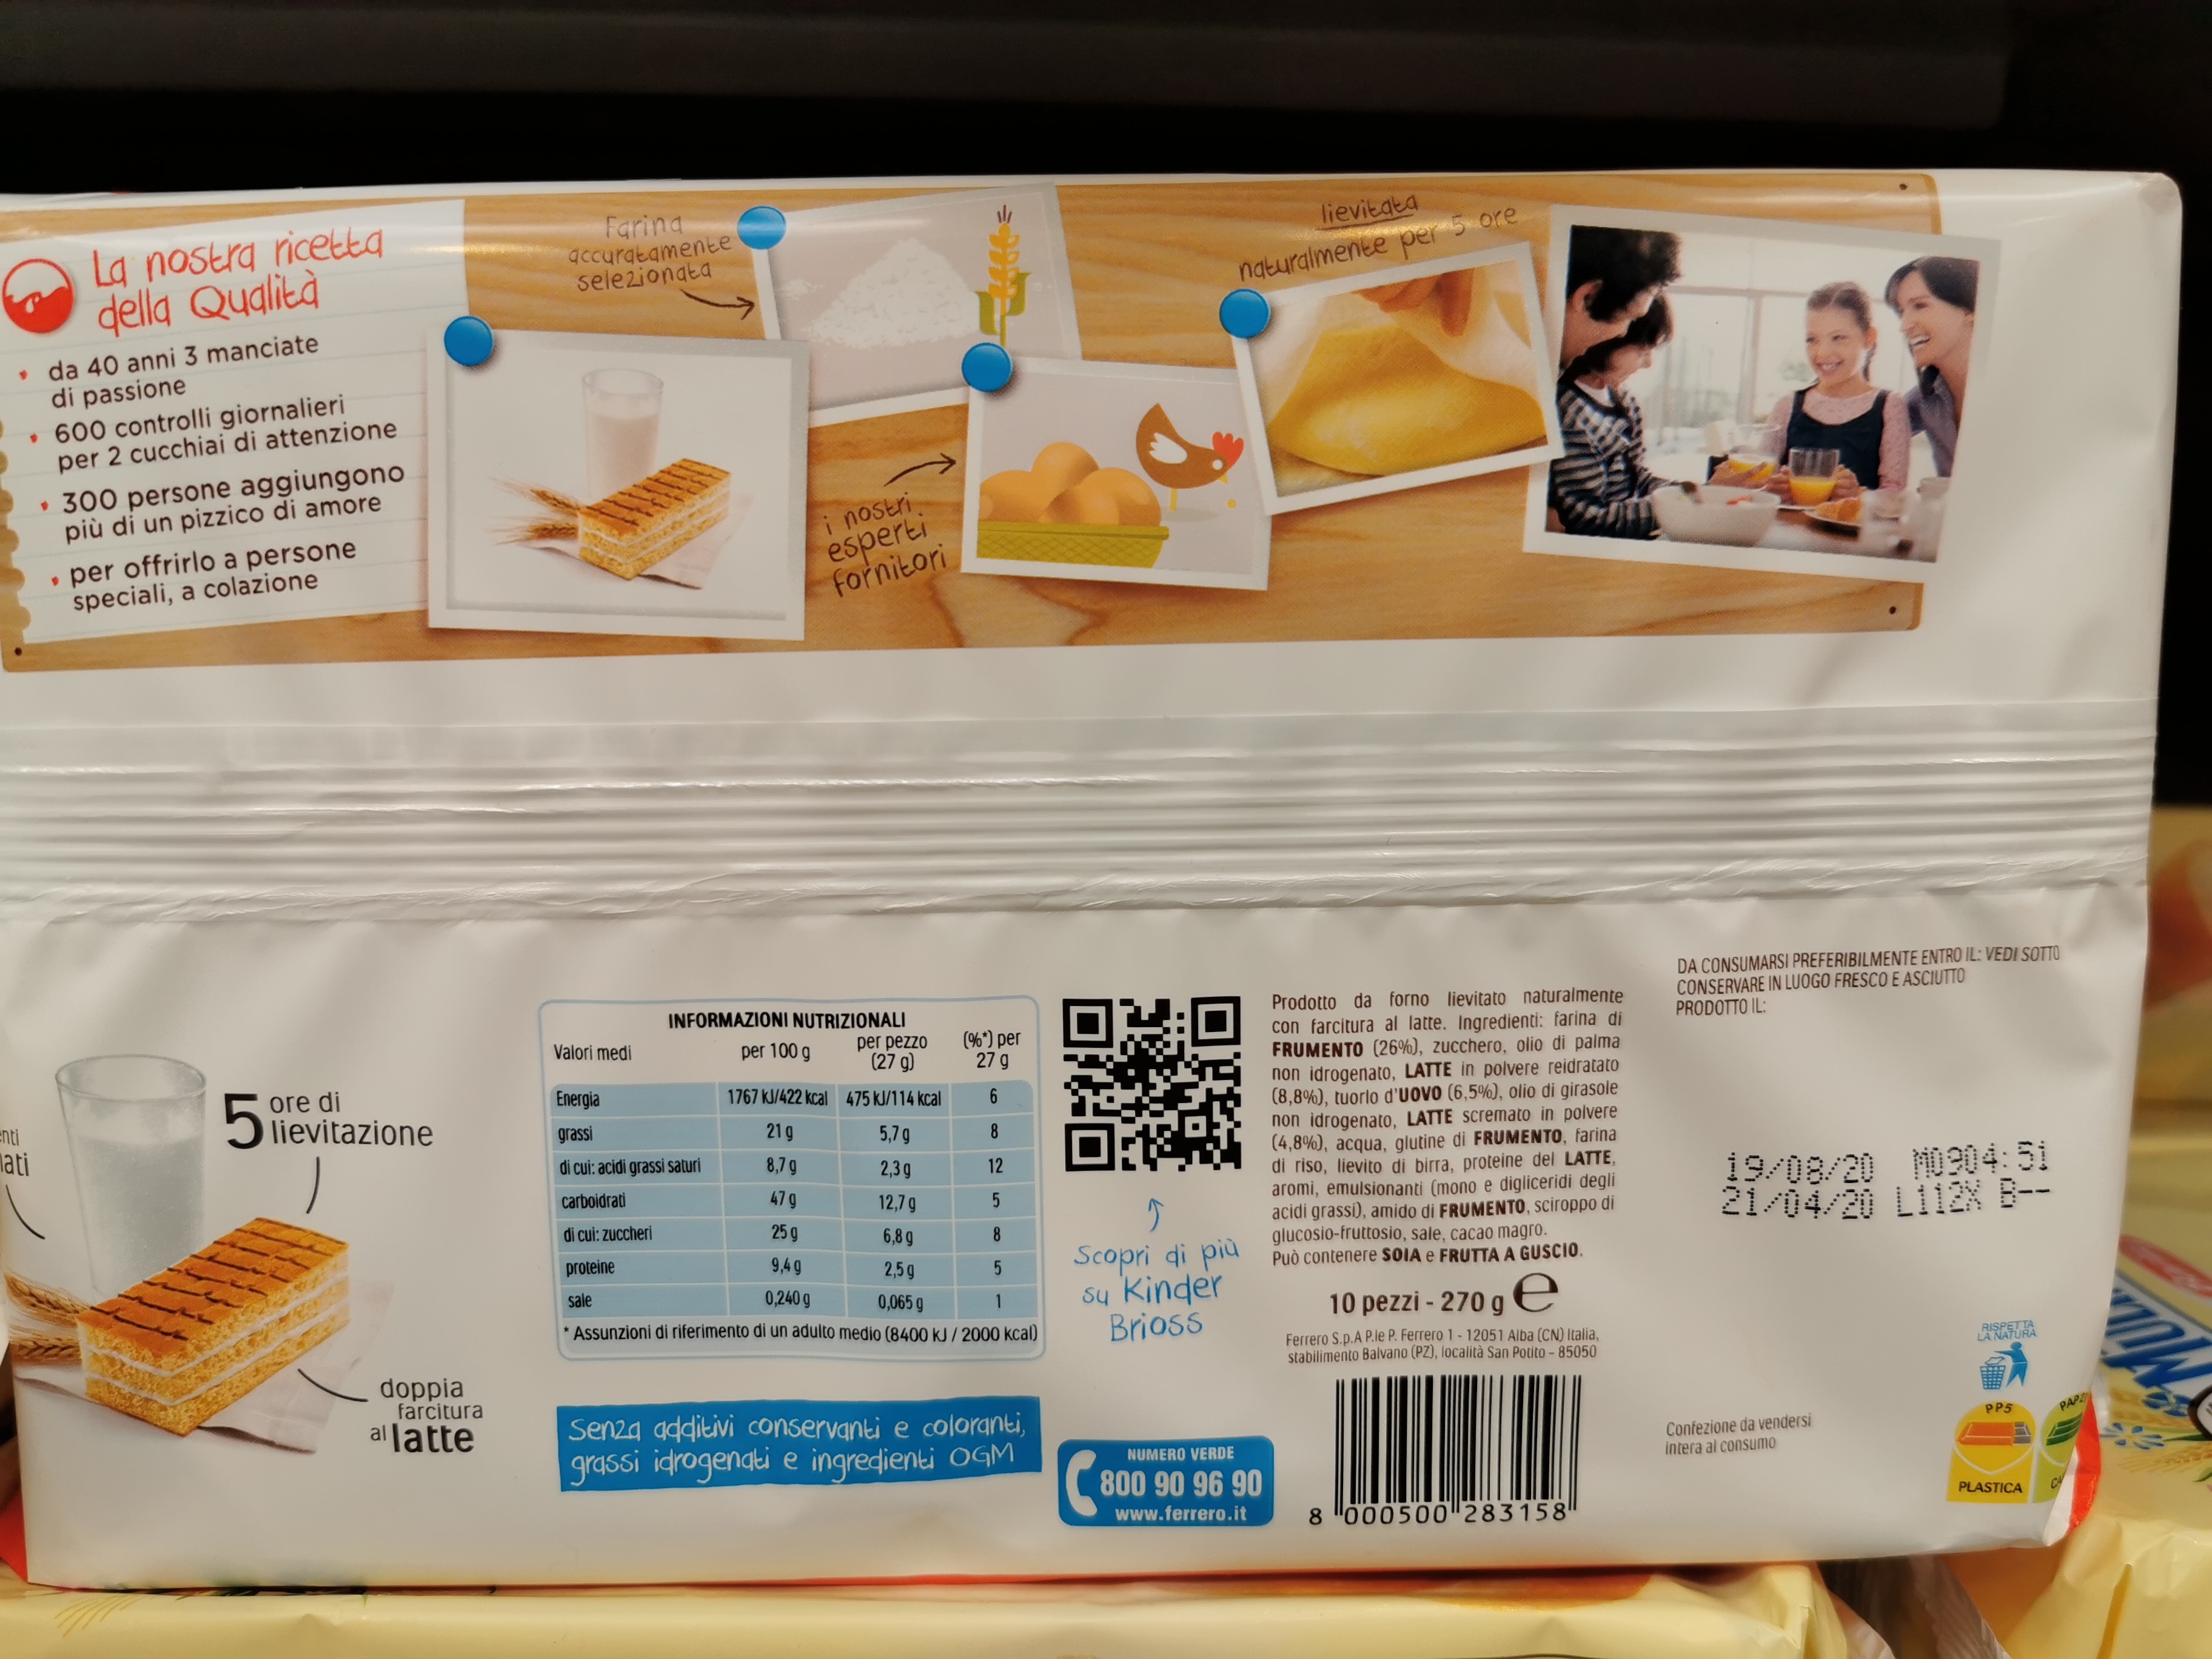 La nostra ricetta
della Qualità
da 40 anni 3 manciate
di passione
600 controlli giornalieri
per 2 cucchiai di attenzione
300 persone aggiungono
più di un pizzico di amore
per offrirlo a persone
speciali, a colazione
Farina
accuratamente
selezionata
i nostri
esperti
fornitori
lievitata
naturalmente per 5 ore
5 ore di
lievitazione
doppia
farcitura
al latte
INFORMAZIONI NUTRIZIONALI
Valori medi per 100 g per pezzo (27 g) (%*) per 27 g
Energia 1767 kJ/422 kcal 475 kJ/114 kcal 6
grassi 21 g 5,7 g 8
di cui: acidi grassi saturi 8,7 g 2,3 g 12
carboidrati 47 g 12,7 g 5
di cui: zuccheri 25 g 6,8 g 8
proteine 9,4 g 2,5 g 5
sale 0,240 g 0,065 g 1
* Assunzioni di riferimento di un adulto medio (8400 kJ / 2000 kcal)
Senza additivi conservanti e coloranti,
grassi idrogenati e ingredienti OGM
Scopri di più
su Kinder
Brioss
NUMERO VERDE
800 90 96 90
www.ferrero.it
Prodotto da forno lievitato naturalmente
con farcitura al latte. Ingredienti: farina di
FRUMENTO (26%), zucchero, olio di palma
non idrogenato, LATTE in polvere reidratato
(8,8%), tuorlo d'UOVO (6,5%), olio di girasole
non idrogenato, LATTE scremato in polvere
(4,8%), acqua, glutine di FRUMENTO, farina
di riso, lievito di birra, proteine del LATTE,
aromi, emulsionanti (mono e digliceridi degli
acidi grassi), amido di FRUMENTO, sciroppo di
glucosio-fruttosio, sale, cacao magro.
Può contenere SOIA e FRUTTA A GUSCIO.
10 pezzi - 270 g e
Ferrero S.p.A P.le P. Ferrero 1 - 12051 Alba (CN) Italia,
stabilimento Balvano (PZ), località San Potito - 85050
8 000500 283158
DA CONSUMARSI PREFERIBILMENTE ENTRO IL: VEDI SOTTO
CONSERVARE IN LUOGO FRESCO E ASCIUTTO
PRODOTTO IL:
19/08/20 M0904:51
21/04/20 L112X B--
Confezione da vendersi
intera al consumo
RISPETTA
LA NATURA
PP5
PLASTICA